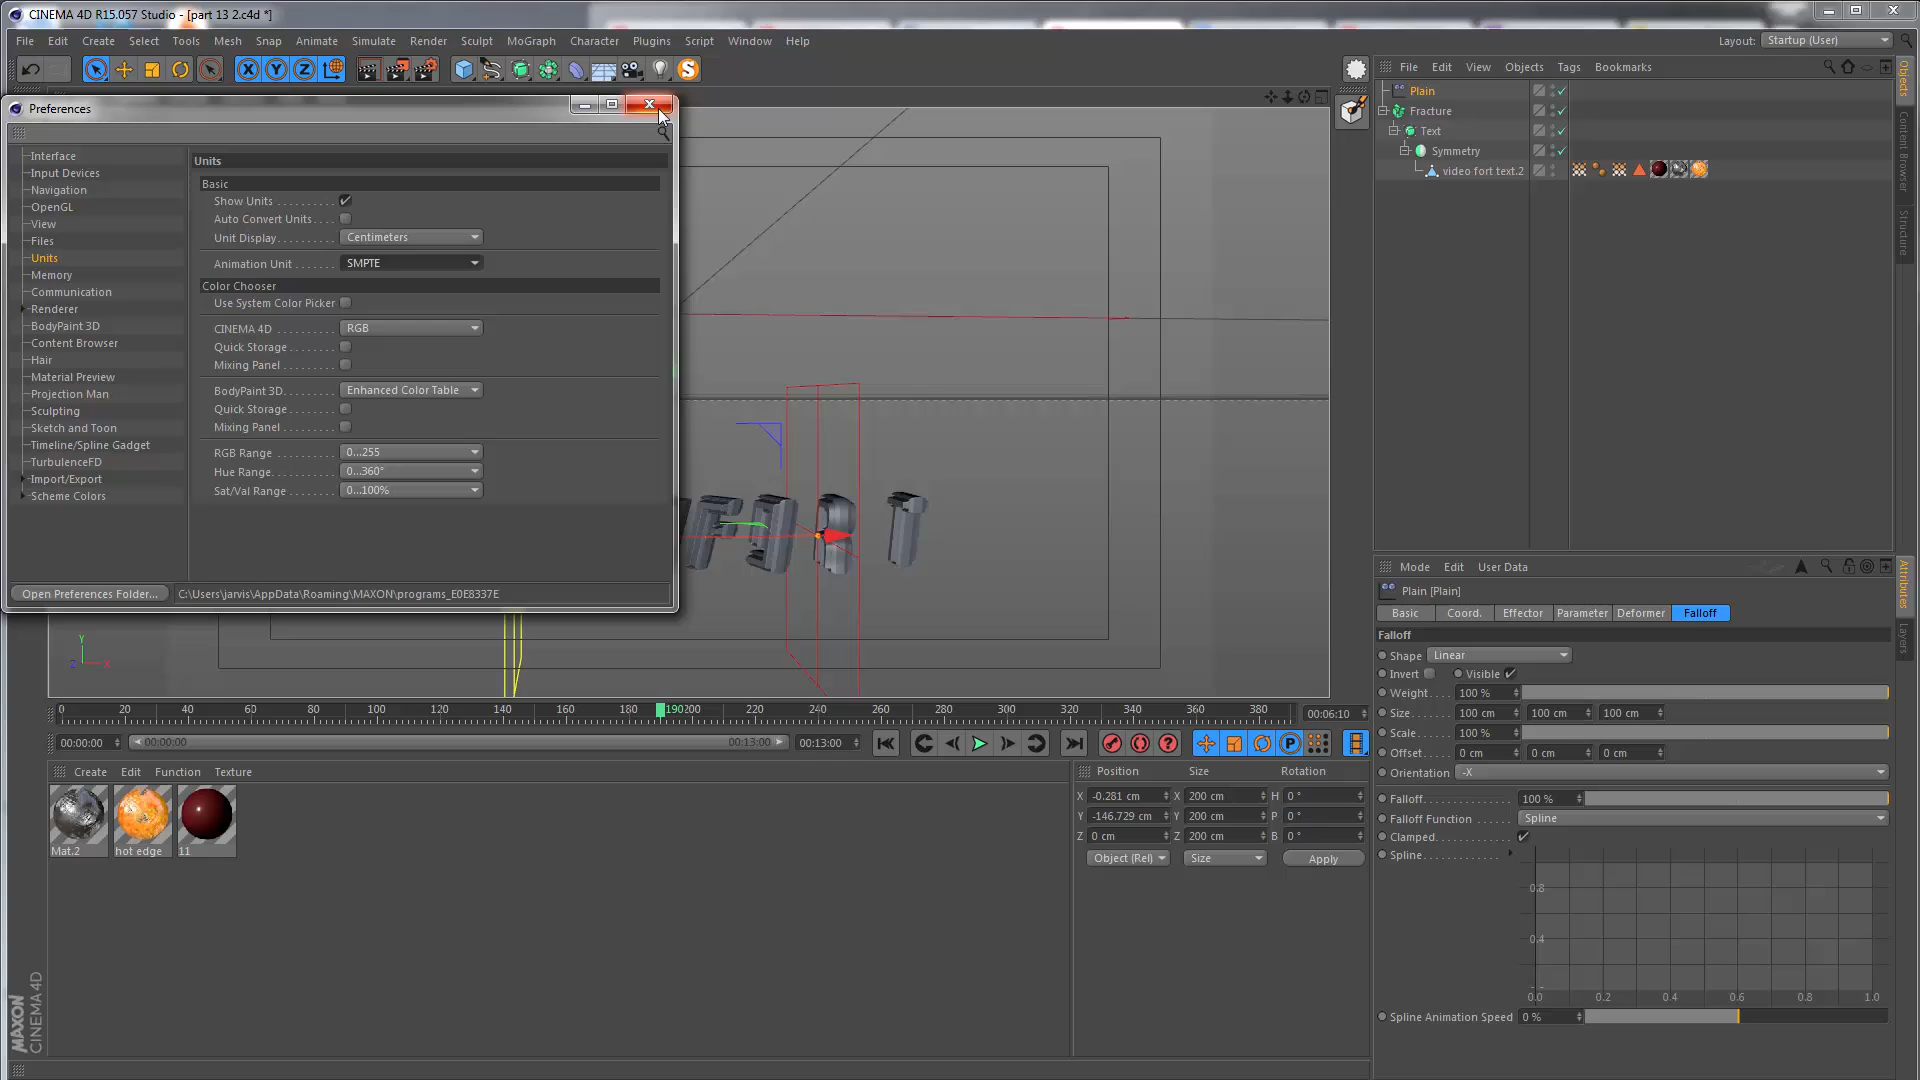 CINEMA 4D R15.057 Studio - [part 13 2.c4d *]
File Edit Create Select Tools Mesh Snap Animate Simulate Render Sculpt MoGraph Character Plugins Script Window Help
Layout: Startup (User)
Preferences
Interface
Input Devices
Navigation
OpenGL
View
Files
Units
Memory
Communication
Renderer
BodyPaint 3D
Content Browser
Hair
Material Preview
Projection Man
Sculpting
Sketch and Toon
Timeline/Spline Gadget
TurbulenceFD
Import/Export
Scheme Colors
Units
Basic
Show Units
Auto Convert Units
Unit Display Centimeters
Animation Unit SMPTE
Color Chooser
Use System Color Picker
CINEMA 4D RGB
Quick Storage
Mixing Panel
BodyPaint 3D Enhanced Color Table
Quick Storage
Mixing Panel
RGB Range 0...255
Hue Range 0...360°
Sat/Val Range 0...100%
Open Preferences Folder... C:\Users\jarvis\AppData\Roaming\MAXON\programs_E0E8337E
File Edit View Objects Tags Bookmarks
Plain
Fracture
Text
Symmetry
video fort text.2
Objects
Content Browser
Structure
Y
Z X
0 20 40 60 80 100 120 140 160 180 190 200 220 240 260 280 300 320 340 360 380 00:06:10
00:00:00 00:00:00 00:13:00 00:13:00
Create Edit Function Texture
Mat.2 hot edge 11
Position Size Rotation
X -0.281 cm X 200 cm H 0 °
Y -146.729 cm Y 200 cm P 0 °
Z 0 cm Z 200 cm B 0 °
Object (Rel) Size Apply
Mode Edit User Data
Plain [Plain]
Basic Coord. Effector Parameter Deformer Falloff
Falloff
Shape Linear
Invert Visible
Weight 100 %
Size 100 cm 100 cm 100 cm
Scale 100 %
Offset 0 cm 0 cm 0 cm
Orientation -X
Falloff 100 %
Falloff Function Spline
Clamped
Spline
0.8
0.4
0.0 0.2 0.4 0.6 0.8 1.0
Spline Animation Speed 0 %
Attributes
Layers
MAXON
CINEMA 4D